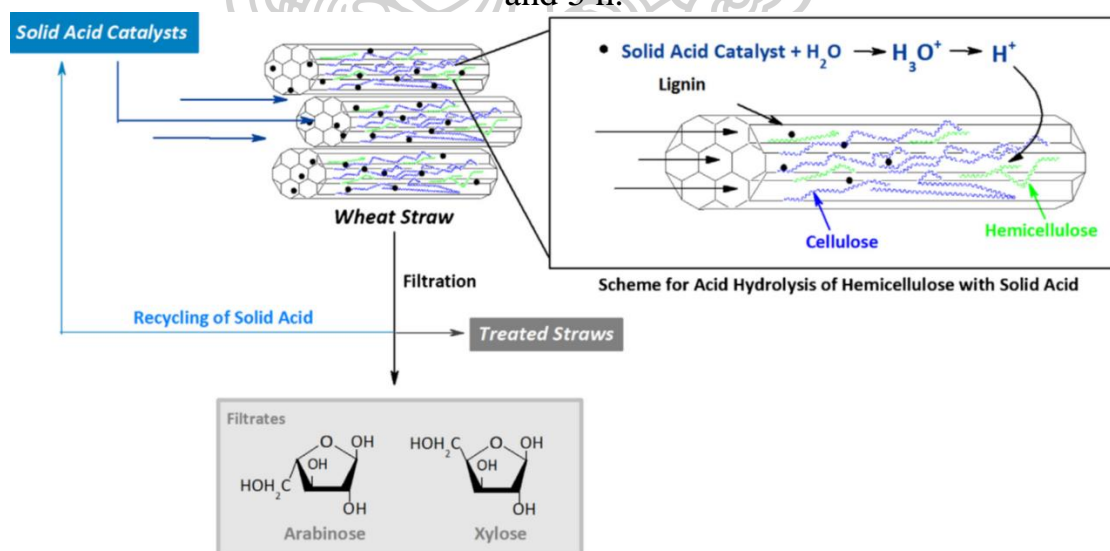 and 5 h.
Solid Acid Catalysts
Solid Acid Catalyst + H2O → H3O+ → H+
Lignin
Wheat Straw
Cellulose
Hemicellulose
Filtration
Scheme for Acid Hydrolysis of Hemicellulose with Solid Acid
Recycling of Solid Acid
Treated Straws
Filtrates
O
OH
OH
HOH2C
OH
Arabinose
HOH2C
O
OH
OH
OH
Xylose